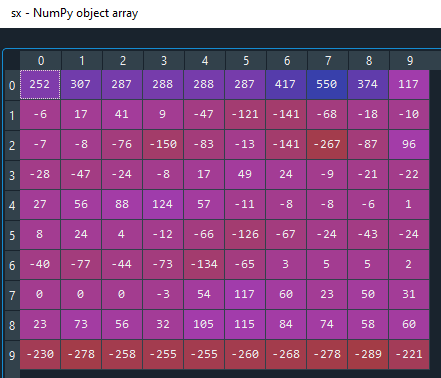 sx - NumPy object array
0 1 2 3 4 5 6 7 8 9
0 252 307 287 288 288 287 417 550 374 117
1 -6 17 41 9 -47 -121 -141 -68 -18 -10
2 -7 -8 -76 -150 -83 -13 -141 -267 -87 96
3 -28 -47 -24 -8 17 49 24 -9 -21 -22
4 27 56 88 124 57 -11 -8 -8 -6 1
5 8 24 4 -12 -66 -126 -67 -24 -43 -24
6 -40 -77 -44 -73 -134 -65 3 5 5 2
7 0 0 0 -3 54 117 60 23 50 31
8 23 73 56 32 105 115 84 74 58 60
9 -230 -278 -258 -255 -255 -260 -268 -278 -289 -221